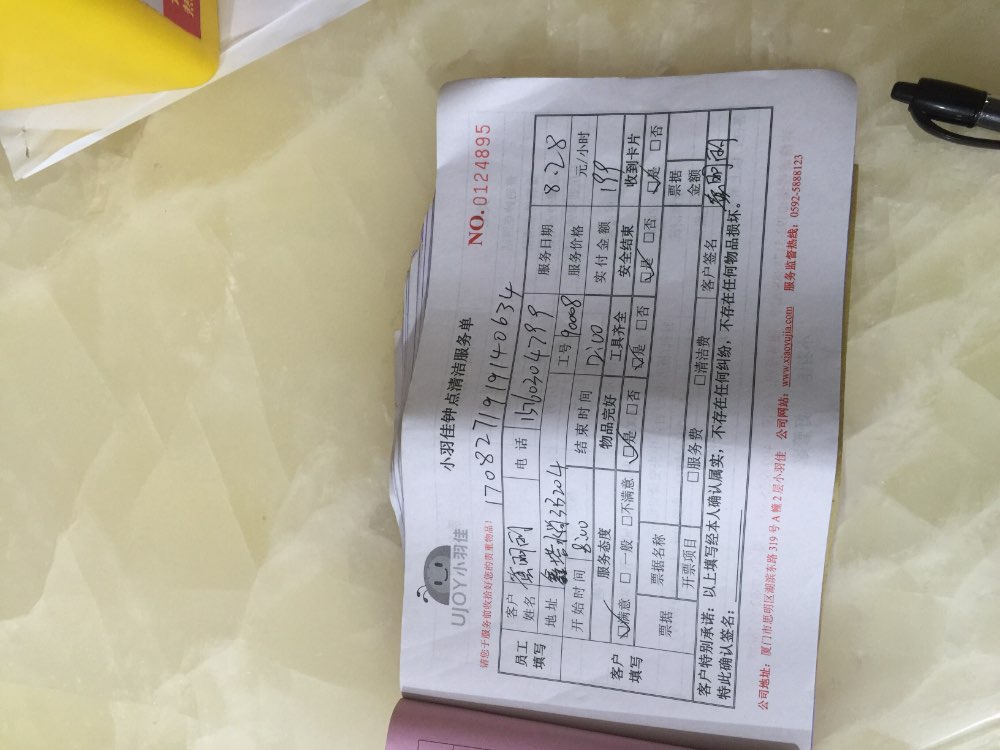 UJOY小羽佳
小羽佳钟点清洁服务单
NO.0124895
请您于服务前收拾好您的贵重物品!
170827191914 0634
员工填写
客户姓名
电话 1560304799
服务日期 8.28
地址
3B204
工号 90008
服务价格 元/小时
开始时间 8:00
结束时间 12:00
实付金额 199
客户填写
服务态度 物品完好 工具齐全 安全结束 收到卡片
☑满意 □一般 □不满意 ☑是 □否 ☑是 □否 ☑是 □否 ☑是 □否
票据
票据名称
票据金额
开票项目 □服务费 □清洁费
客户签名
客户特别承诺：以上填写经本人确认属实，不存在任何纠纷，不存在任何物品损坏。
特此确认签名：
公司地址：厦门市思明区湖滨东路319号A幢2层小羽佳 公司网站：www.xiaoyujia.com 服务监督热线：0592-5888123